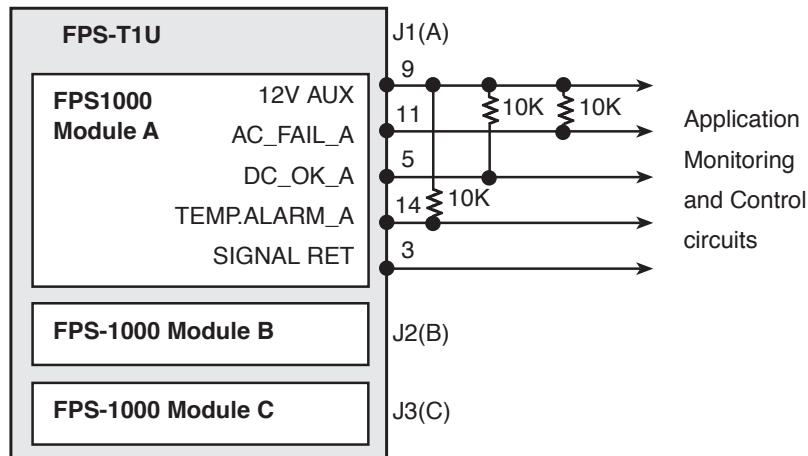 FPS-T1U
J1(A)
FPS1000
Module A
12V AUX
9
AC_FAIL_A
11
DC_OK_A
5
TEMP.ALARM_A
14
SIGNAL RET
3
10K
10K
10K
Application
Monitoring
and Control
circuits
FPS-1000 Module B
J2(B)
FPS-1000 Module C
J3(C)